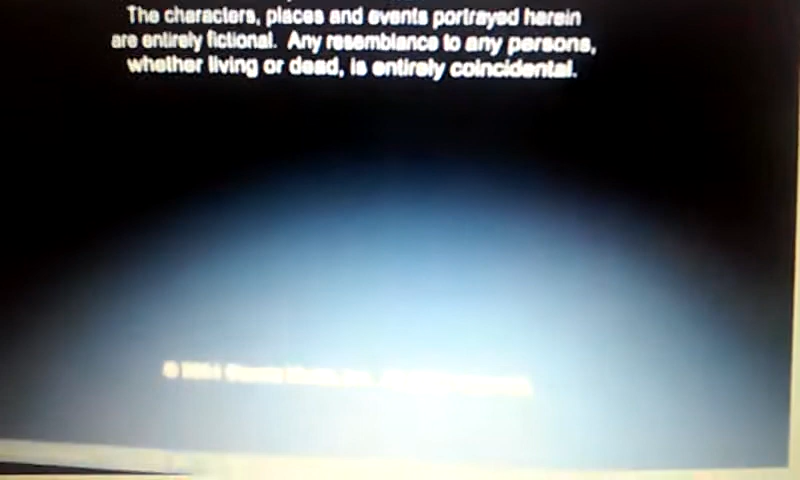 The characters, places and events portrayed herein
are entirely fictional. Any resemblance to any persons,
whether living or dead, is entirely coincidental.